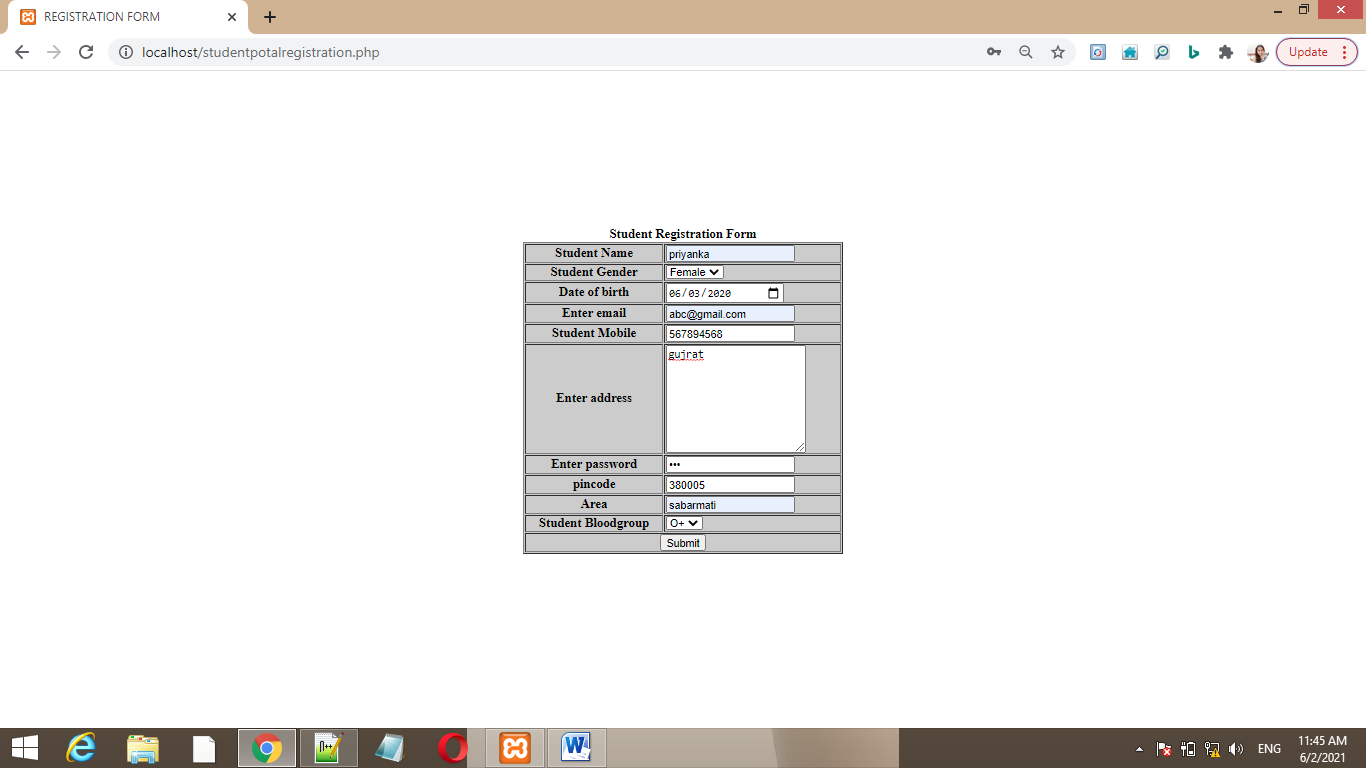 REGISTRATION FORM
localhost/studentpotalregistration.php
Update
Student Registration Form
Student Name priyanka
Student Gender Female
Date of birth 06/03/2020
Enter email abc@gmail.com
Student Mobile 567894568
Enter address gujrat
Enter password •••
pincode 380005
Area sabarmati
Student Bloodgroup O+
Submit
ENG
11:45 AM
6/2/2021